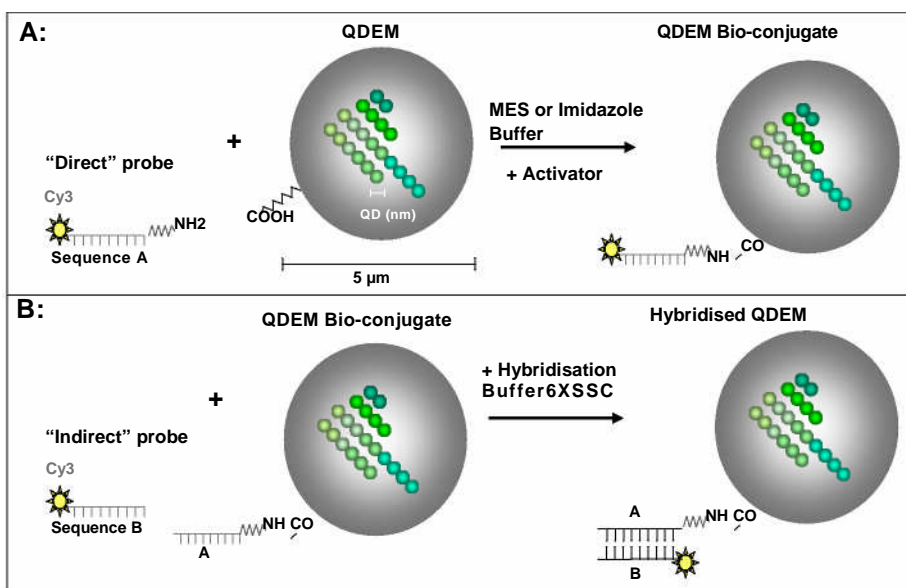 A:
QDEM
QDEM Bio-conjugate
+
MES or Imidazole
Buffer
"Direct" probe
+ Activator
Cy3
NH2
COOH
QD (nm)
Sequence A
NH
CO
5 µm
B:
QDEM Bio-conjugate
Hybridised QDEM
+ Hybridisation
Buffer6XSSC
+
"Indirect" probe
Cy3
Sequence B
A
NH CO
A
NH CO
B